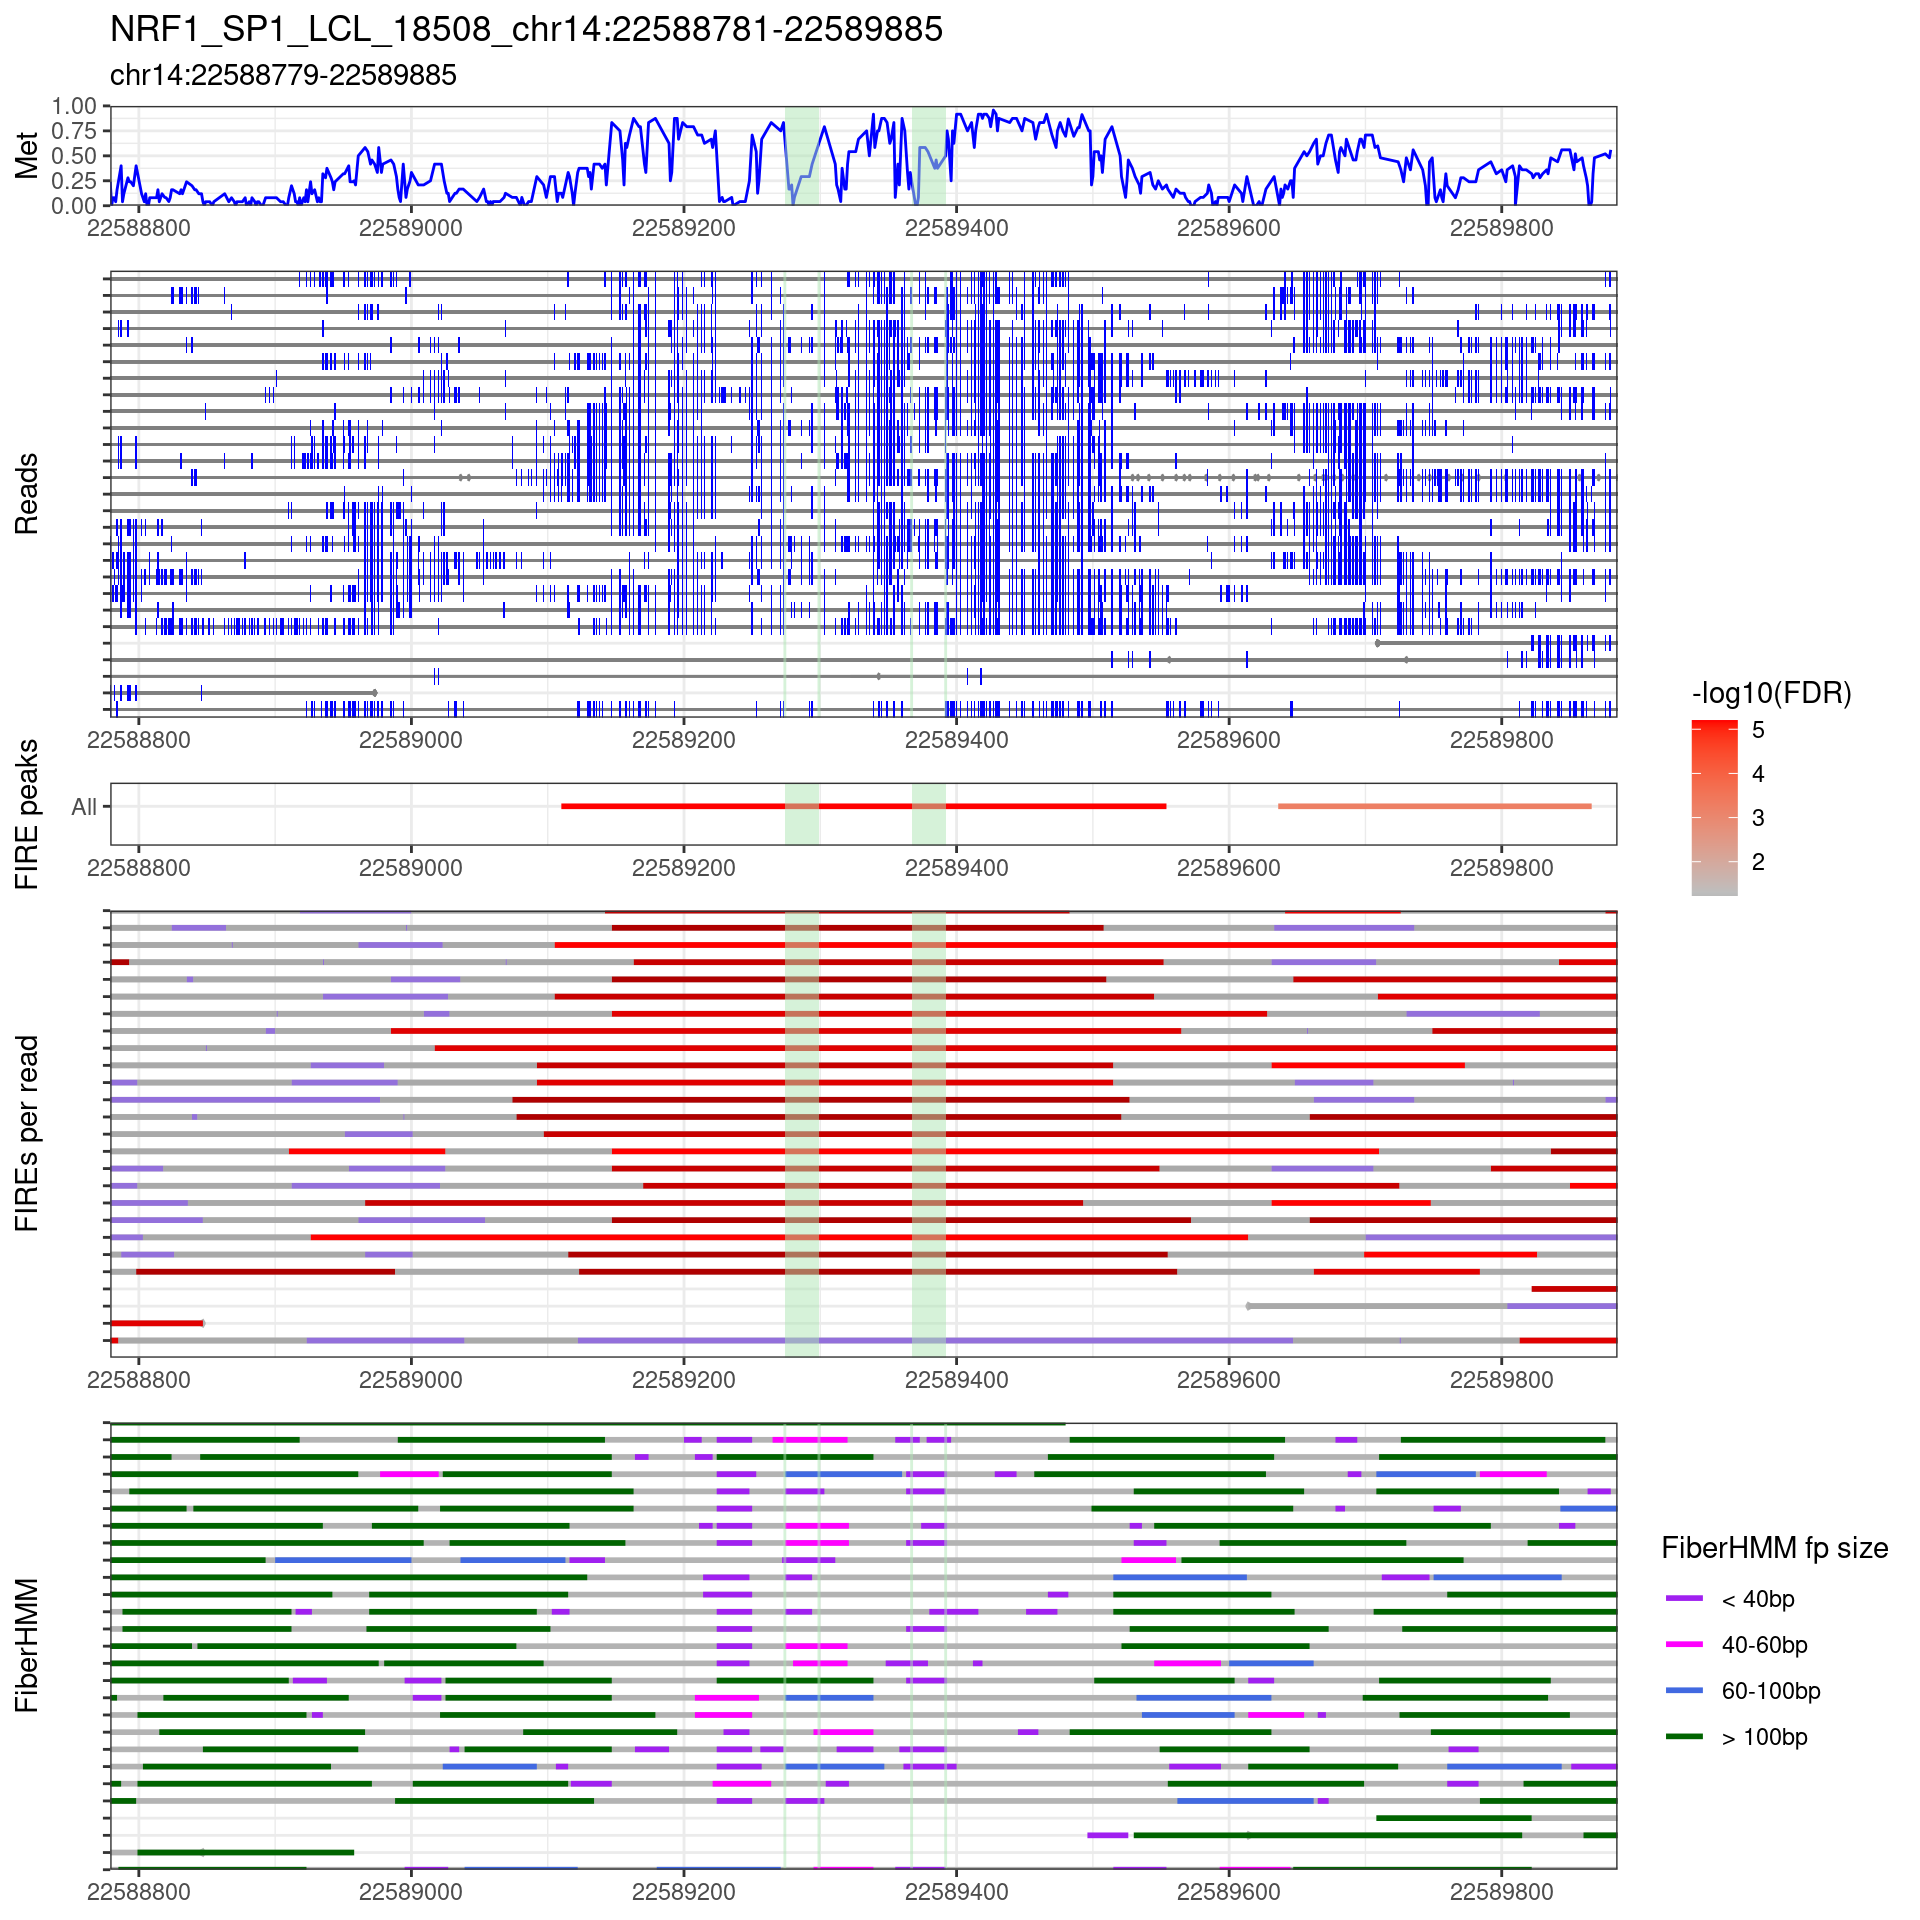 NRF1_SP1_LCL_18508_chr14:22588781-22589885
chr14:22588779-22589885
Met
1.00
0.75
0.50
0.25
0.00
22588800 22589000 22589200 22589400 22589600 22589800
Reads
22588800 22589000 22589200 22589400 22589600 22589800
FIRE peaks
All
22588800 22589000 22589200 22589400 22589600 22589800
-log10(FDR)
5
4
3
2
FIREs per read
22588800 22589000 22589200 22589400 22589600 22589800
FiberHMM
22588800 22589000 22589200 22589400 22589600 22589800
FiberHMM fp size
< 40bp
40-60bp
60-100bp
> 100bp